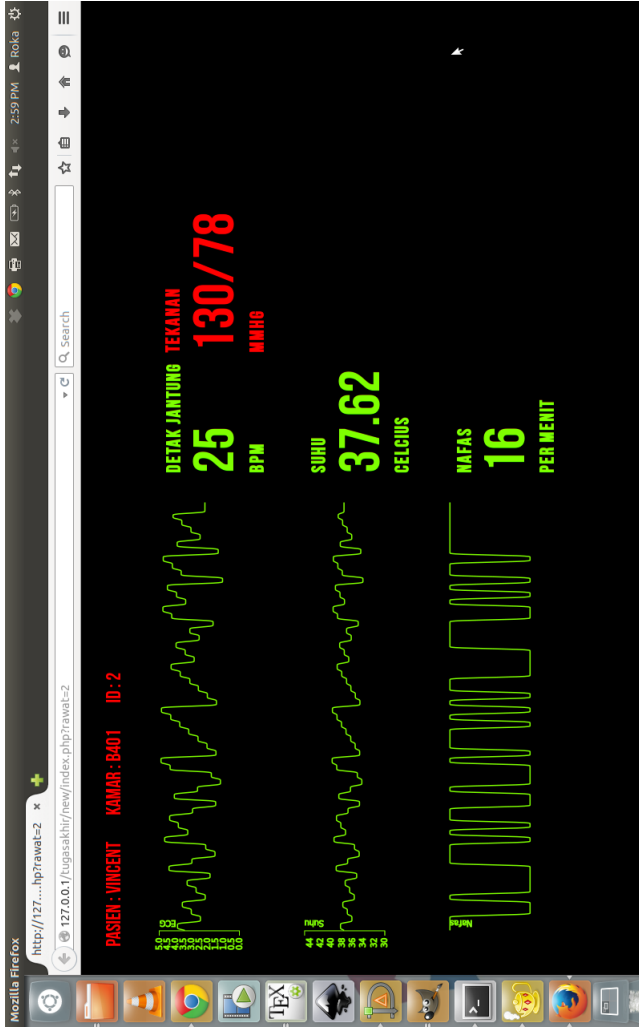 Mozilla Firefox
2:59 PM Roka
http://127....hp?rawat=2
127.0.0.1/tugasakhir/new/index.php?rawat=2
Search
PASIEN : VINCENT KAMAR : B401 ID : 2
ECG
5.0
4.5
4.0
3.5
3.0
2.5
2.0
1.5
1.0
0.5
0.0
DETAK JANTUNG
25
BPM
TEKANAN
130/78
MMHG
Suhu
44
42
40
38
36
34
32
30
SUHU
37.62
CELCIUS
Nafas
NAFAS
16
PER MENIT
TEX